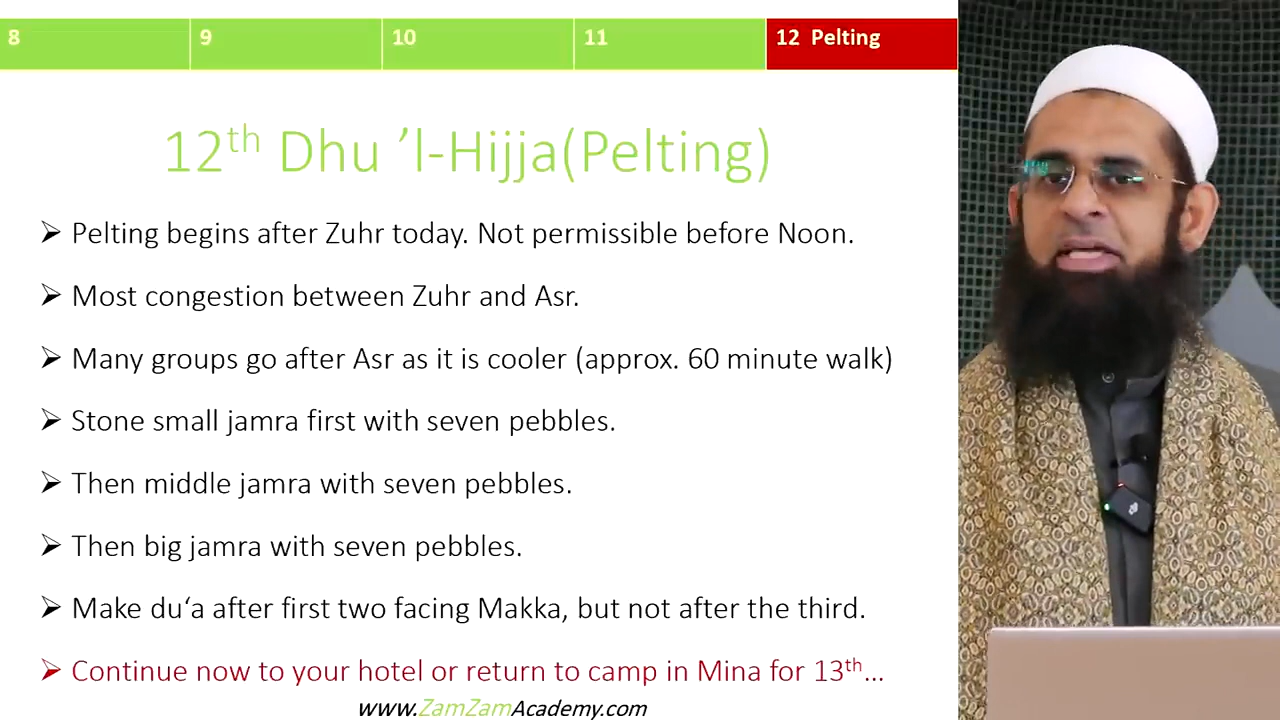 8 9 10 11 12 Pelting
12th Dhu ’l-Hijja(Pelting)
➢ Pelting begins after Zuhr today. Not permissible before Noon.
➢ Most congestion between Zuhr and Asr.
➢ Many groups go after Asr as it is cooler (approx. 60 minute walk)
➢ Stone small jamra first with seven pebbles.
➢ Then middle jamra with seven pebbles.
➢ Then big jamra with seven pebbles.
➢ Make du‘a after first two facing Makka, but not after the third.
➢ Continue now to your hotel or return to camp in Mina for 13th...
www.ZamZamAcademy.com